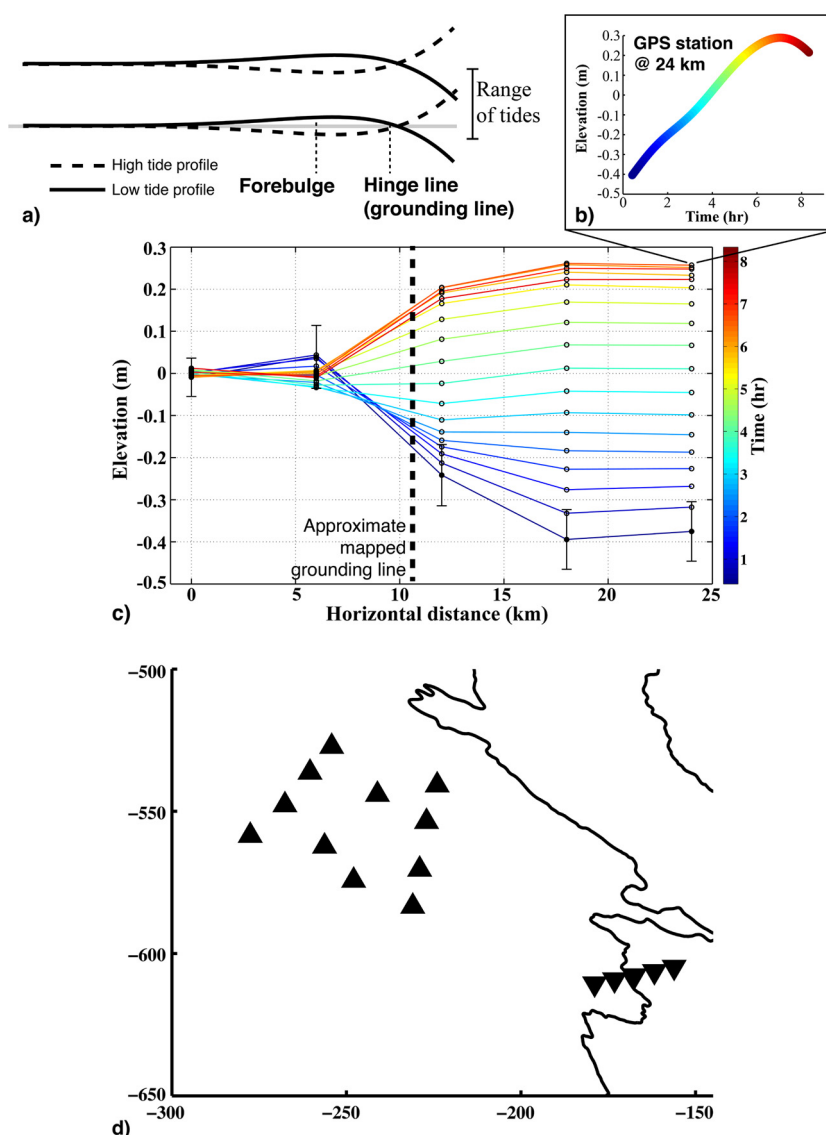 Range
of tides
High tide profile
Low tide profile
Forebulge
Hinge line
(grounding line)
a)
GPS station
@ 24 km
Elevation (m)
0.3
0.2
0.1
0
-0.1
-0.2
-0.3
-0.4
-0.5
0 2 4 6 8
Time (hr)
b)
Elevation (m)
0.3
0.2
0.1
0
-0.1
-0.2
-0.3
-0.4
-0.5
Approximate
mapped
grounding line
0 5 10 15 20 25
Horizontal distance (km)
c)
8
7
6
5
4
3
2
1
Time (hr)
−500
−550
−600
−650
−300 −250 −200 −150
d)